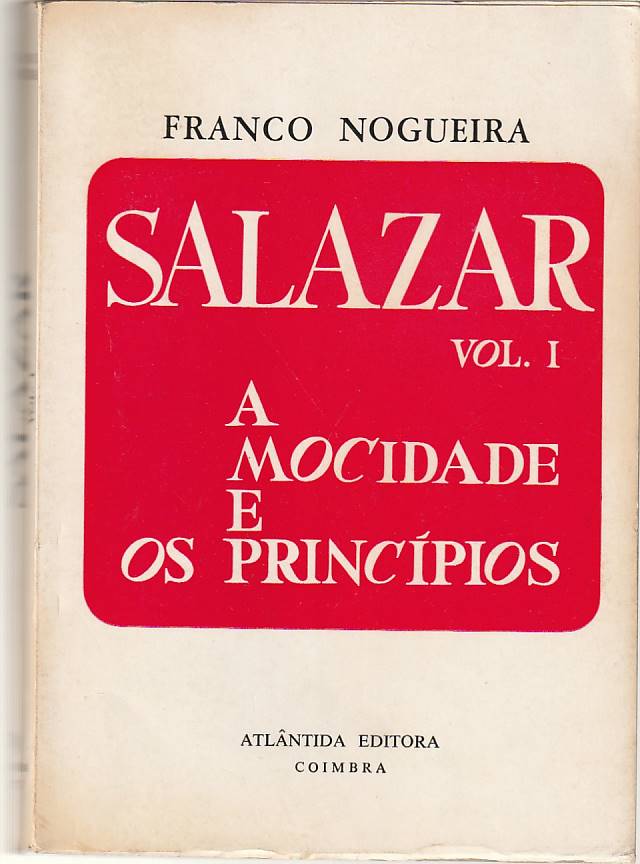 FRANCO NOGUEIRA
SALAZAR
VOL. I
A
MOCIDADE
E
OS PRINCÍPIOS
ATLÂNTIDA EDITORA
COIMBRA